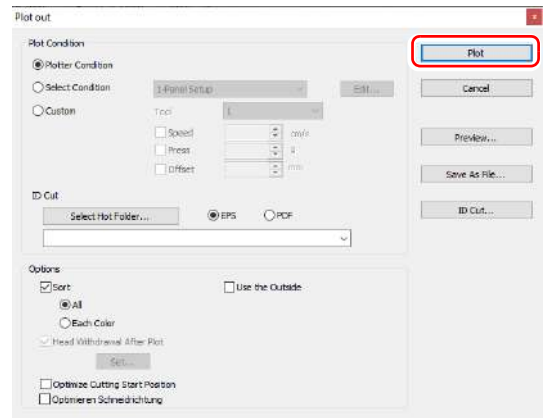 Plot out
Plot Condition
Plotter Condition
Select Condition
1-Panel Setup
Edit...
Custom
Tool
1
Speed
cm/s
Press
g
Offset
mm
ID Cut
Select Hot Folder...
EPS
PDF
Options
Sort
Use the Outside
All
Each Color
Head Withdrawal After Plot
Set...
Optimize Cutting Start Position
Optimieren Schneidrichtung
Plot
Cancel
Preview...
Save As File...
ID Cut...